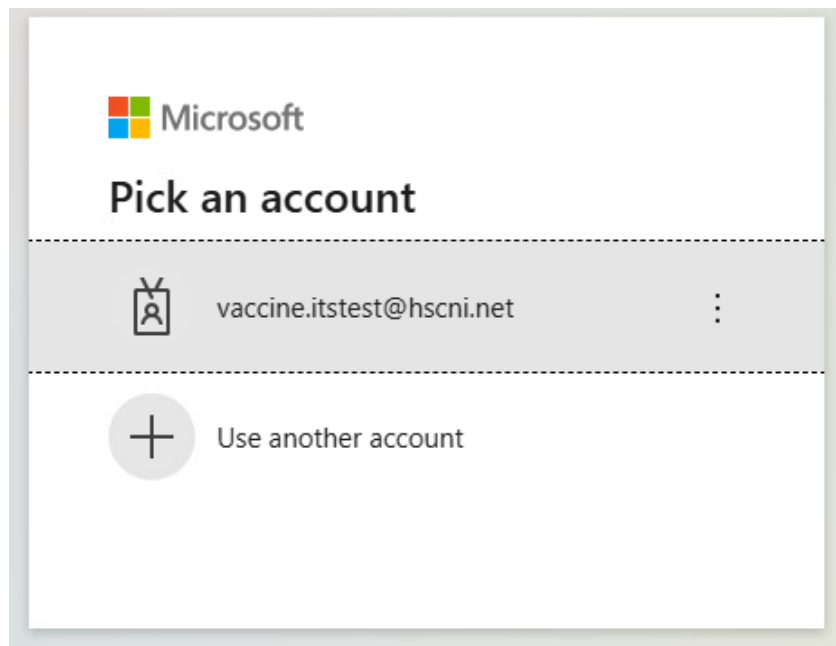 Microsoft
Pick an account
vaccine.itstest@hscni.net
Use another account